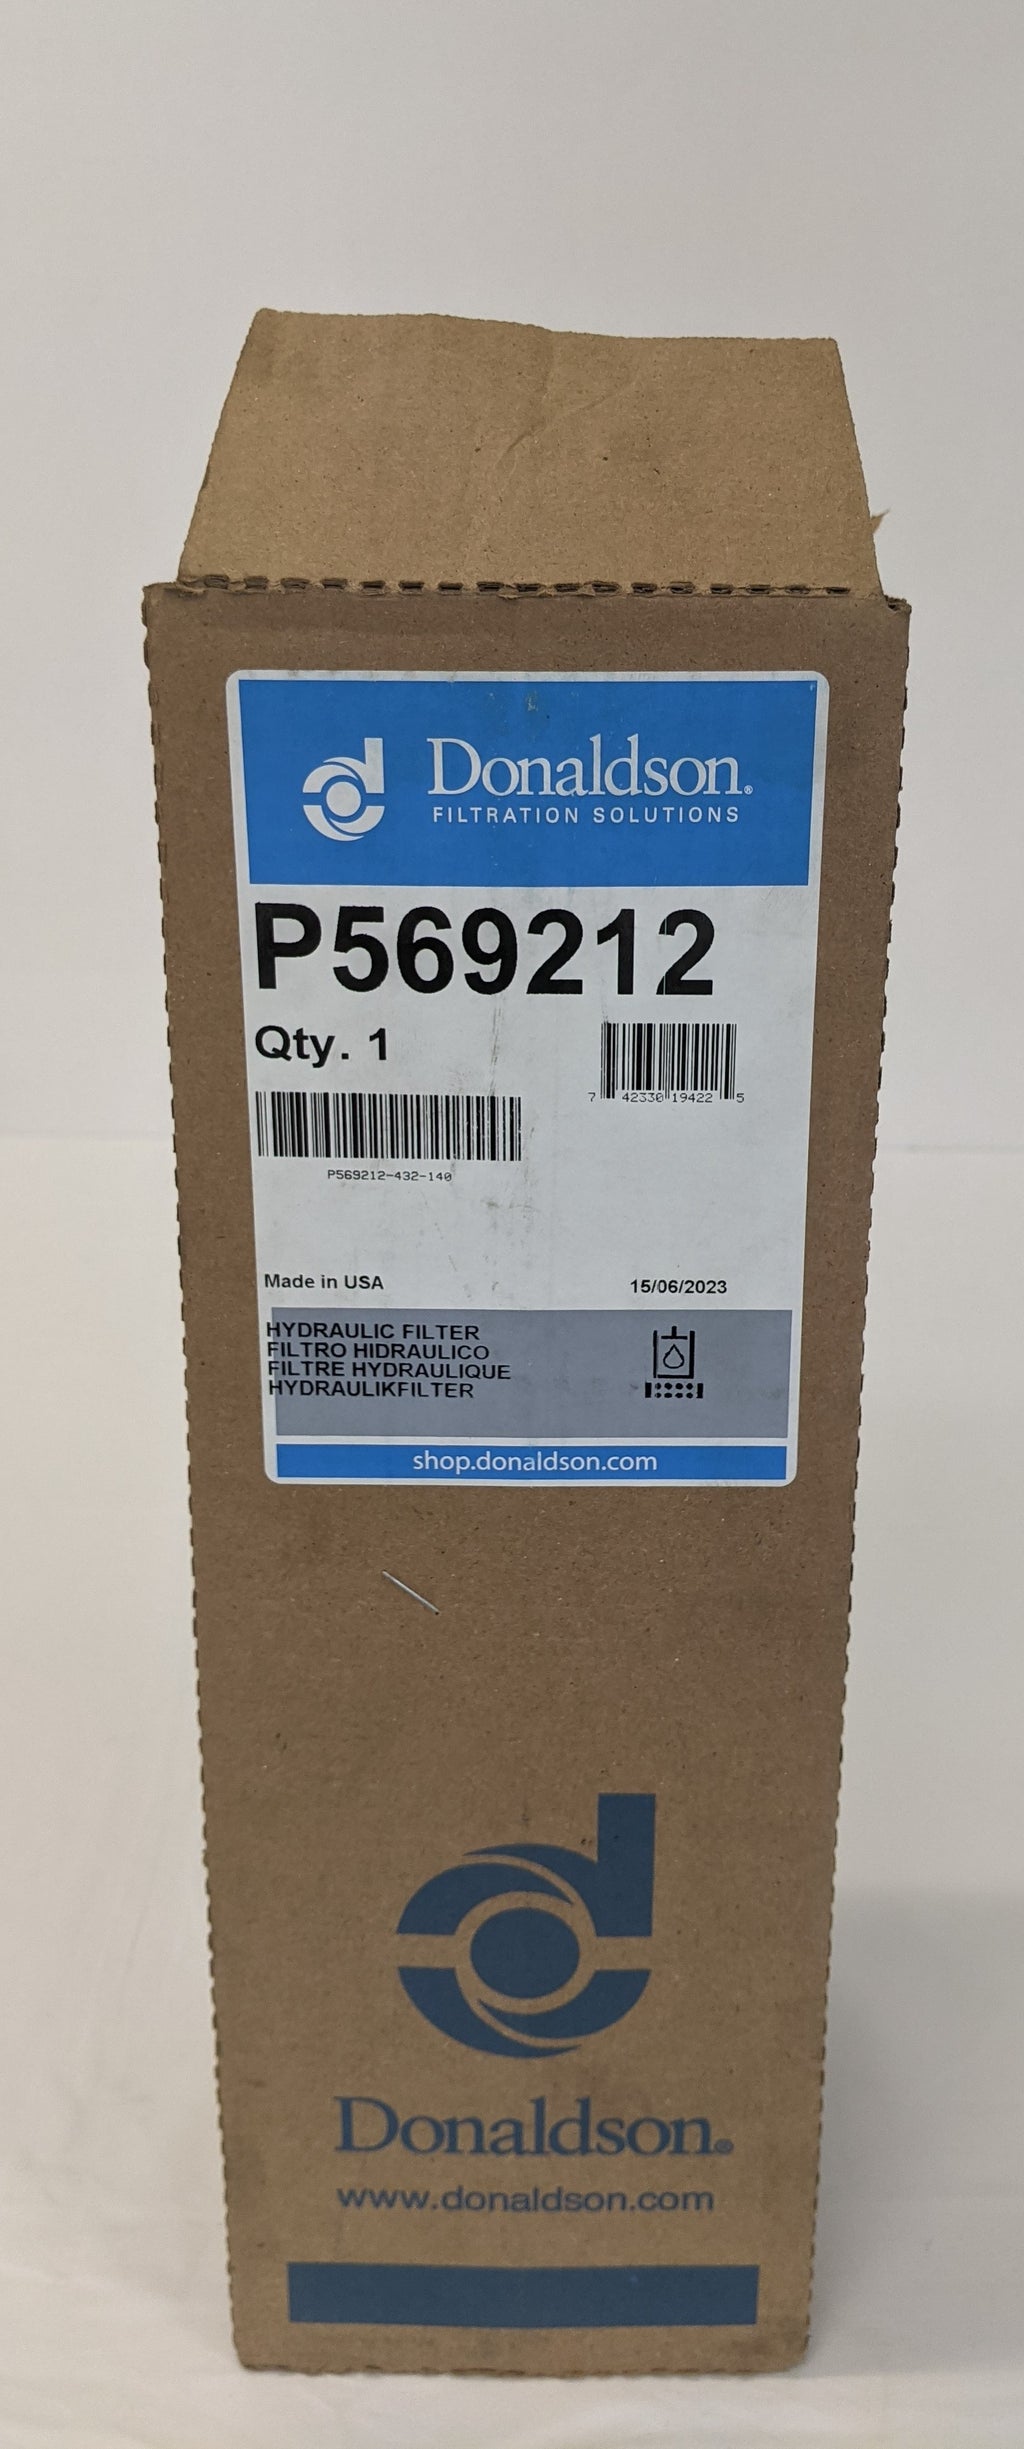 Donaldson®
FILTRATION SOLUTIONS
P569212
Qty. 1
7 42330 19422 5
P569212-432-140
Made in USA 15/06/2023
HYDRAULIC FILTER
FILTRO HIDRAULICO
FILTRE HYDRAULIQUE
HYDRAULIKFILTER
shop.donaldson.com
Donaldson®
www.donaldson.com